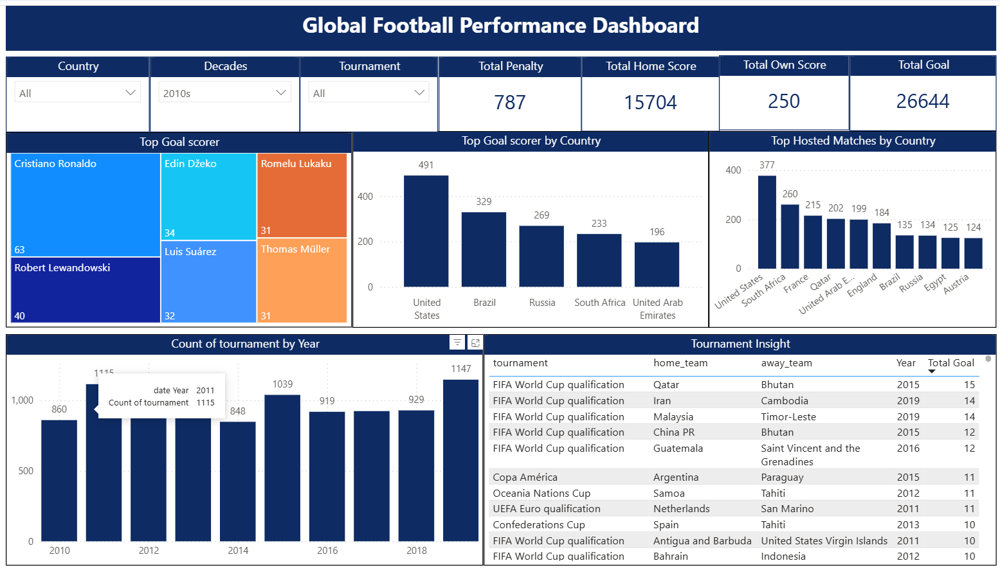 Global Football Performance Dashboard
Country
Decades
Tournament
Total Penalty
Total Home Score
Total Own Score
Total Goal
All
2010s
All
787
15704
250
26644
Top Goal scorer
Cristiano Ronaldo
63
Robert Lewandowski
40
Edin Džeko
34
Luis Suárez
32
Romelu Lukaku
31
Thomas Müller
31
Top Goal scorer by Country
400
200
0
491
329
269
233
196
United
States
Brazil
Russia
South Africa
United Arab
Emirates
Top Hosted Matches by Country
400
200
0
377
260
215
202
199
184
135
134
125
124
United States
South Africa
France
Qatar
United Arab E...
England
Brazil
Russia
Egypt
Austria
Count of tournament by Year
1,000
500
0
860
1115
848
1039
919
929
1147
date Year 2011
Count of tournament 1115
2010
2012
2014
2016
2018
Tournament Insight
tournament home_team away_team Year Total Goal
FIFA World Cup qualification Qatar Bhutan 2015 15
FIFA World Cup qualification Iran Cambodia 2019 14
FIFA World Cup qualification Malaysia Timor-Leste 2019 14
FIFA World Cup qualification China PR Bhutan 2015 12
FIFA World Cup qualification Guatemala Saint Vincent and the 2016 12
Grenadines
Copa América Argentina Paraguay 2015 11
Oceania Nations Cup Samoa Tahiti 2012 11
UEFA Euro qualification Netherlands San Marino 2011 11
Confederations Cup Spain Tahiti 2013 10
FIFA World Cup qualification Antigua and Barbuda United States Virgin Islands 2011 10
FIFA World Cup qualification Bahrain Indonesia 2012 10